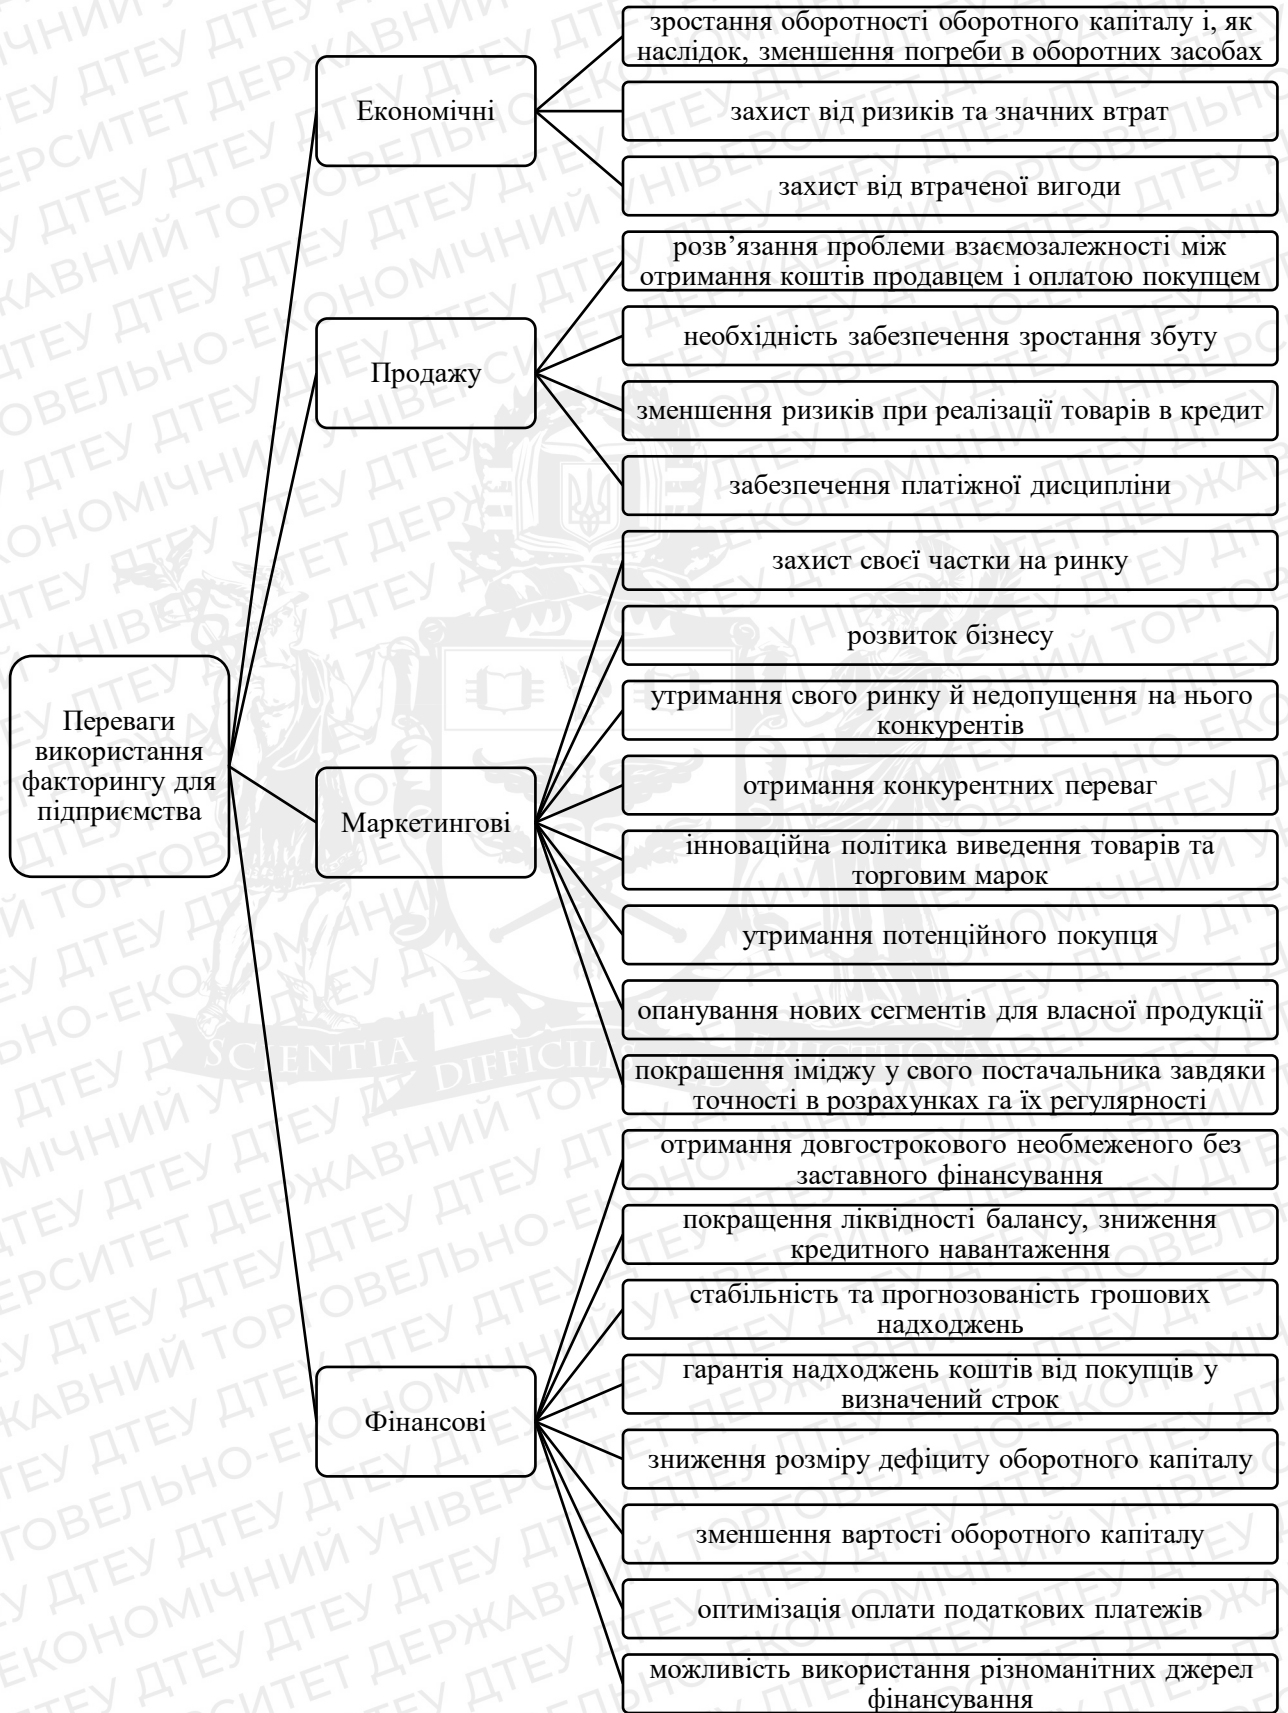 Переваги
використання
факторингу для
підприємства
Економічні
зростання оборотності оборотного капіталу і, як
наслідок, зменшення погреби в оборотних засобах
захист від ризиків та значних втрат
захист від втраченої вигоди
Продажу
розв’язання проблеми взаємозалежності між
отримання коштів продавцем і оплатою покупцем
необхідність забезпечення зростання збуту
зменшення ризиків при реалізації товарів в кредит
забезпечення платіжної дисципліни
Маркетингові
захист своєї частки на ринку
розвиток бізнесу
утримання свого ринку й недопущення на нього
конкурентів
отримання конкурентних переваг
інноваційна політика виведення товарів та
торговим марок
утримання потенційного покупця
опанування нових сегментів для власної продукції
покрашення іміджу у свого постачальника завдяки
точності в розрахунках га їх регулярності
Фінансові
отримання довгострокового необмеженого без
заставного фінансування
покращення ліквідності балансу, зниження
кредитного навантаження
стабільність та прогнозованість грошових
надходжень
гарантія надходжень коштів від покупців у
визначений строк
зниження розміру дефіциту оборотного капіталу
зменшення вартості оборотного капіталу
оптимізація оплати податкових платежів
можливість використання різноманітних джерел
фінансування